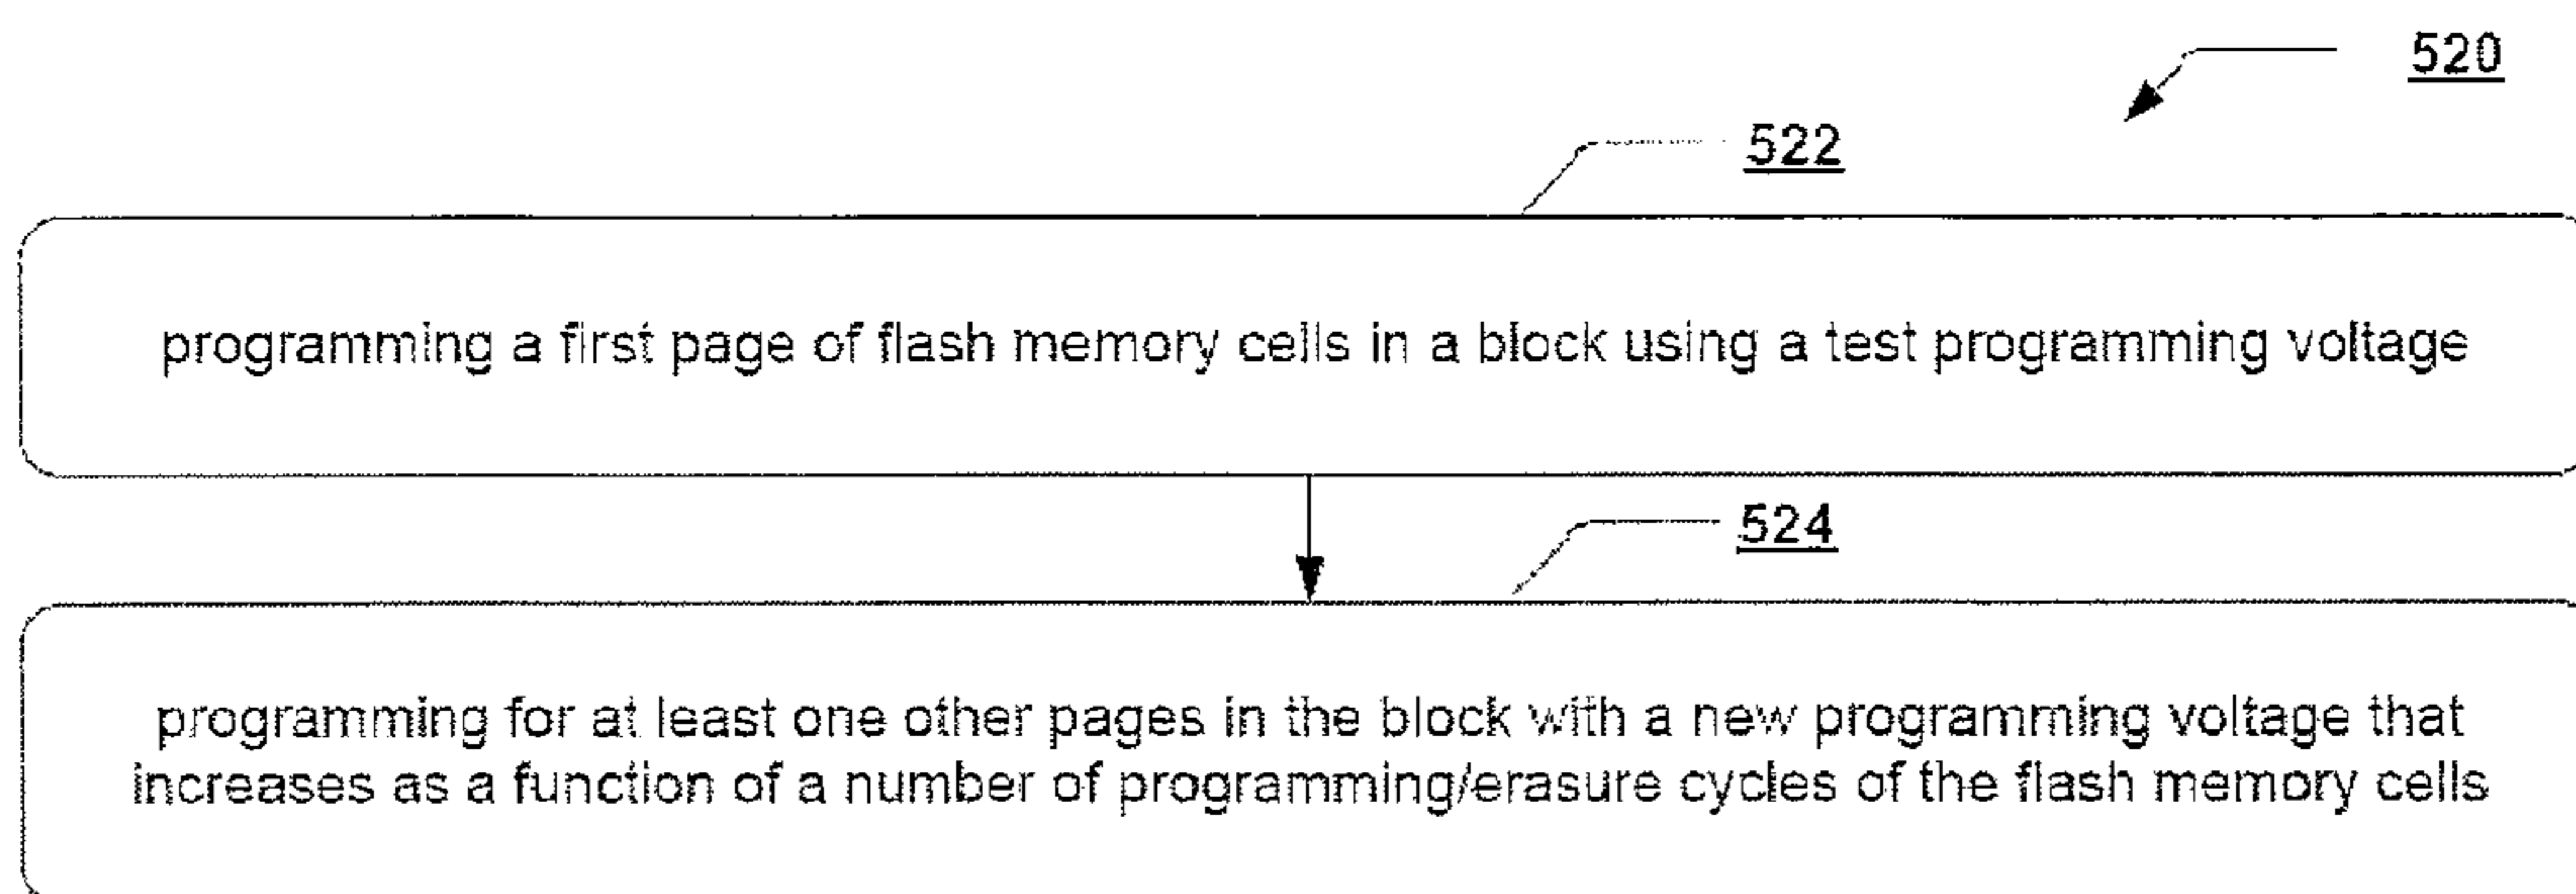 520
522
programming a first page of flash memory cells in a block using a test programming voltage
524
programming for at least one other pages in the block with a new programming voltage that
increases as a function of a number of programming/erasure cycles of the flash memory cells